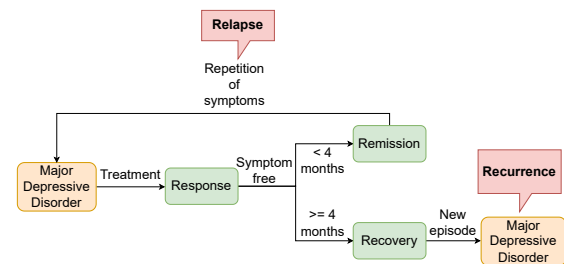 Relapse
Repetition
of
symptoms
Major
Depressive
Disorder
Treatment
Response
Symptom
free
< 4
months
Remission
>= 4
months
Recovery
New
episode
Recurrence
Major
Depressive
Disorder